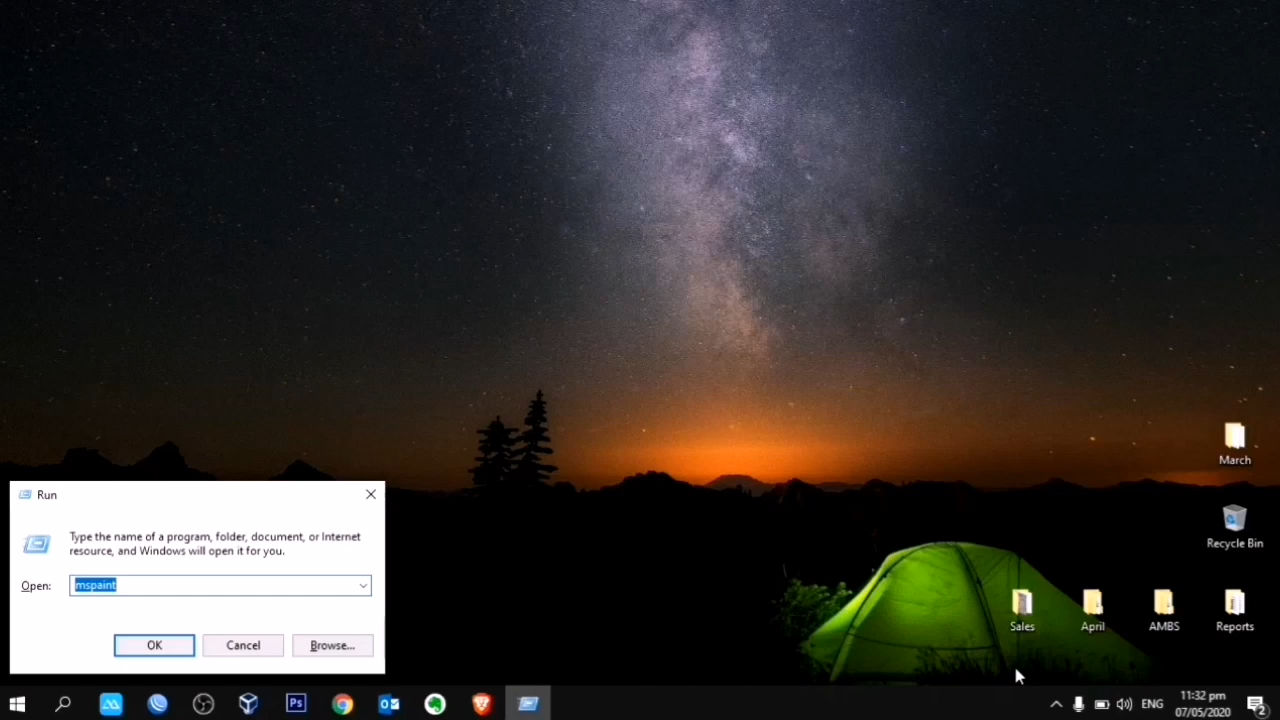 March
Recycle Bin
Run
Type the name of a program, folder, document, or Internet
resource, and Windows will open it for you.
Open: mspaint
OK Cancel Browse...
Sales April AMBS Reports
Ps
ENG
11:32 pm
07/05/2020
2